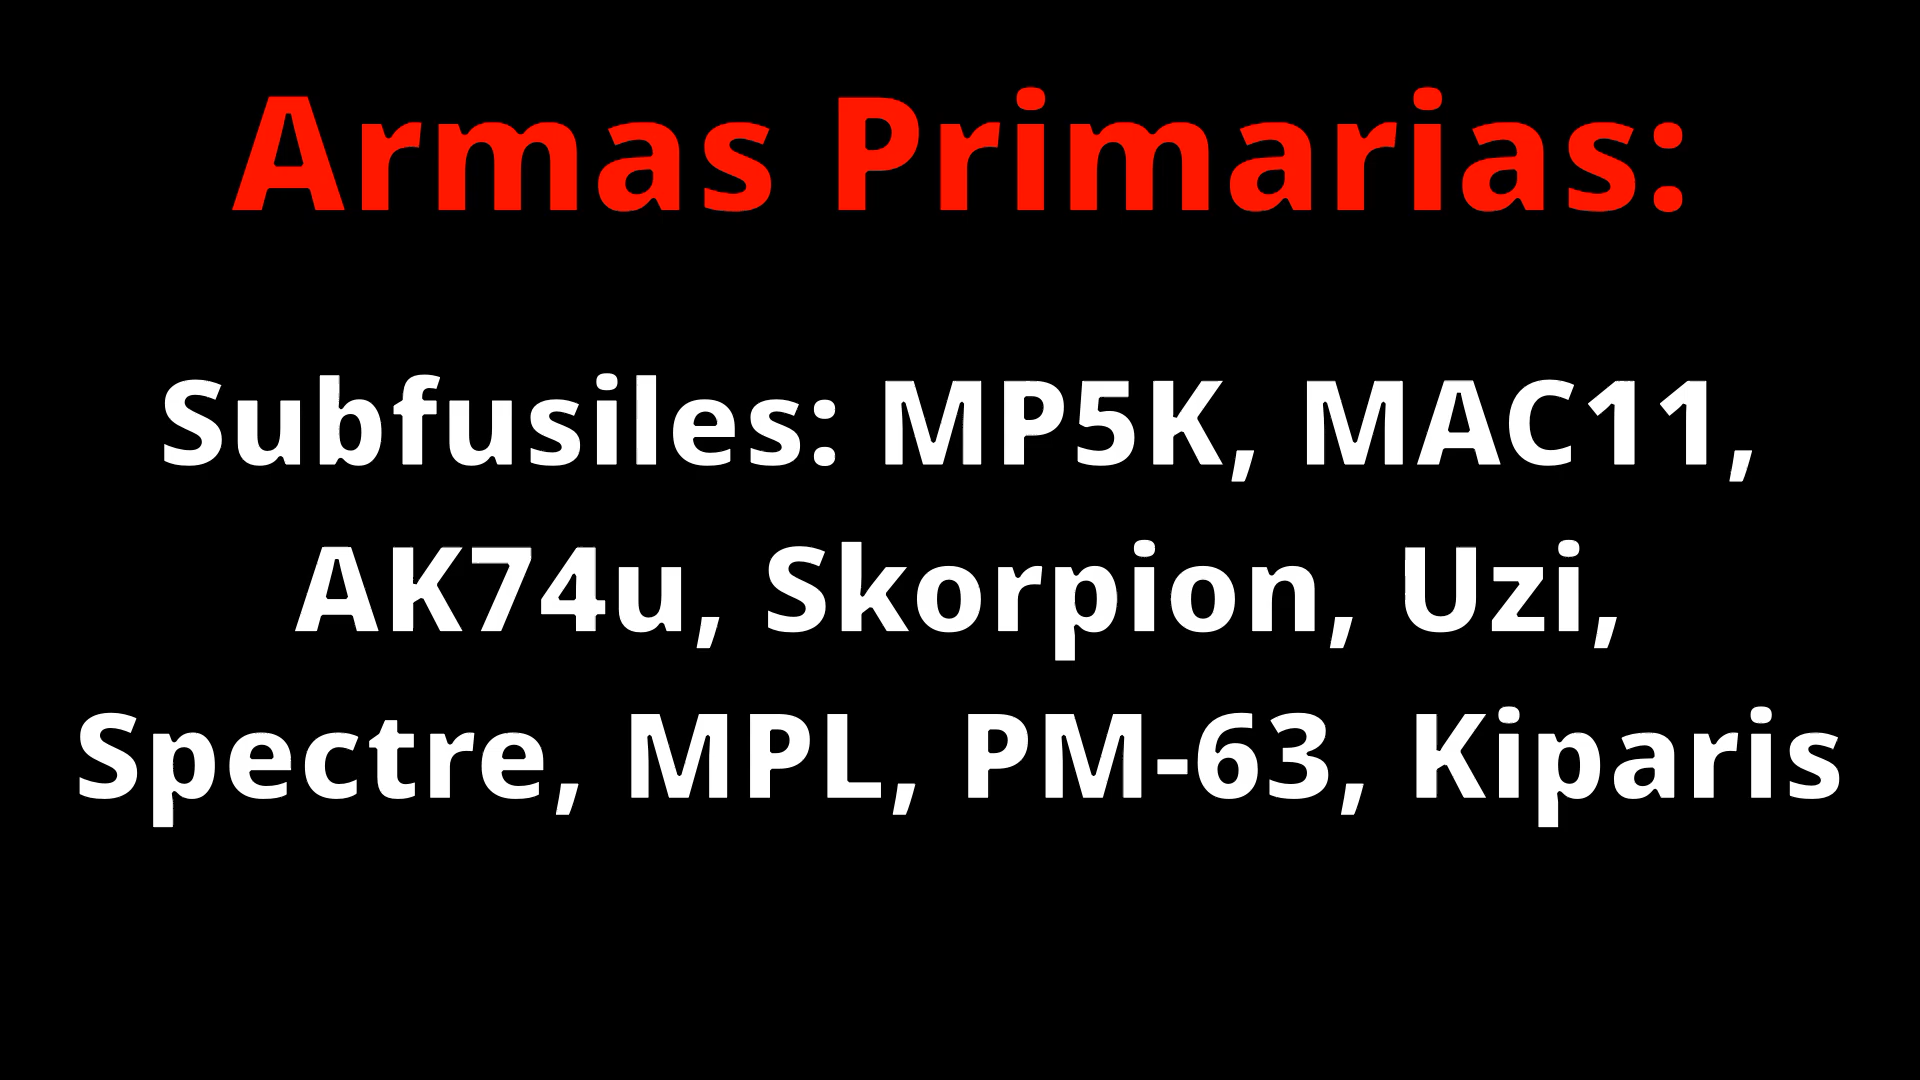 Armas Primarias:
Subfusiles: MP5K, MAC11,
AK74u, Skorpion, Uzi,
Spectre, MPL, PM-63, Kiparis